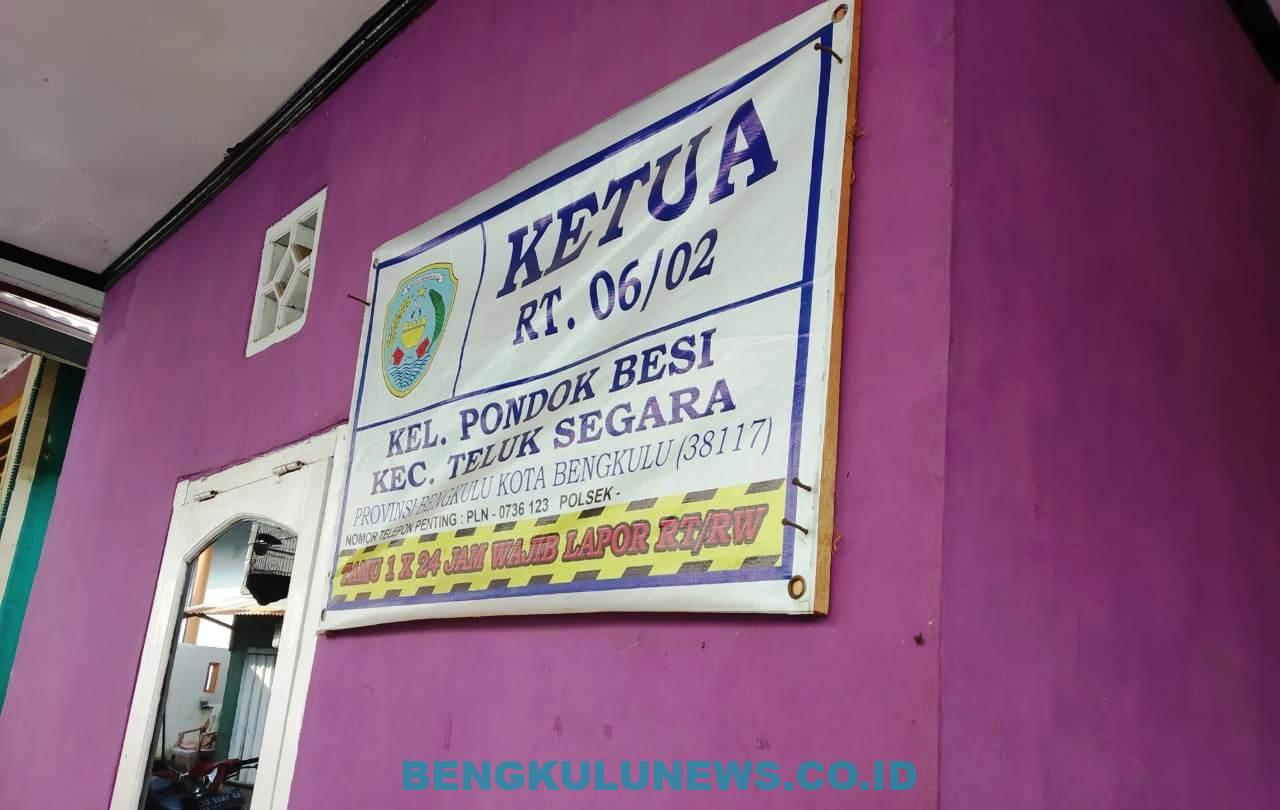 KETUA
RT. 06/02
KEL. PONDOK BESI
KEC. TELUK SEGARA
PROVINSI BENGKULU KOTA BENGKULU (38117)
NOMOR TELEPON PENTING : PLN - 0736 123 POLSEK -
TAMU 1 X 24 JAM WAJIB LAPOR RT/RW
BENGKULUNEWS.CO.ID